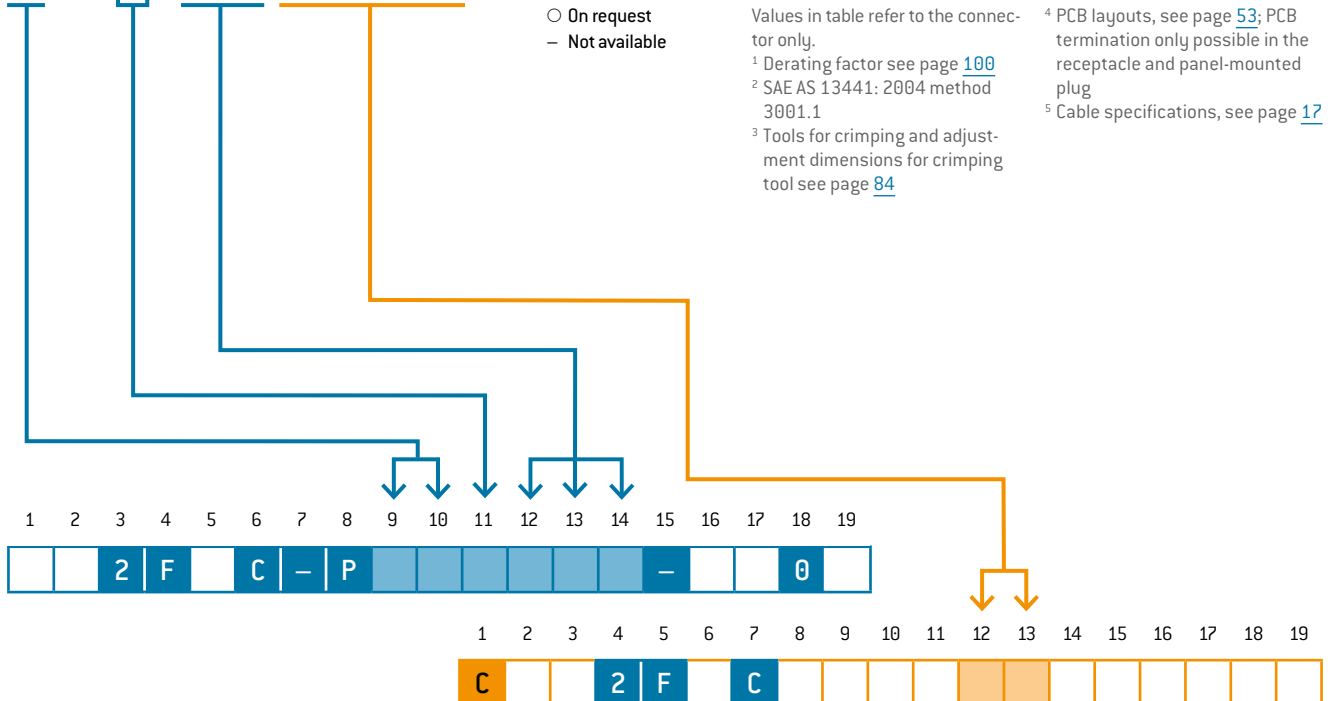 ○ On request
– Not available
Values in table refer to the connec-
tor only.
¹ Derating factor see page 100
² SAE AS 13441: 2004 method
3001.1
³ Tools for crimping and adjust-
ment dimensions for crimping
tool see page 84
⁴ PCB layouts, see page 53; PCB
termination only possible in the
receptacle and panel-mounted
plug
⁵ Cable specifications, see page 17
1 2 3 4 5 6 7 8 9 10 11 12 13 14 15 16 17 18 19
2 F C – P – 0
1 2 3 4 5 6 7 8 9 10 11 12 13 14 15 16 17 18 19
C 2 F C